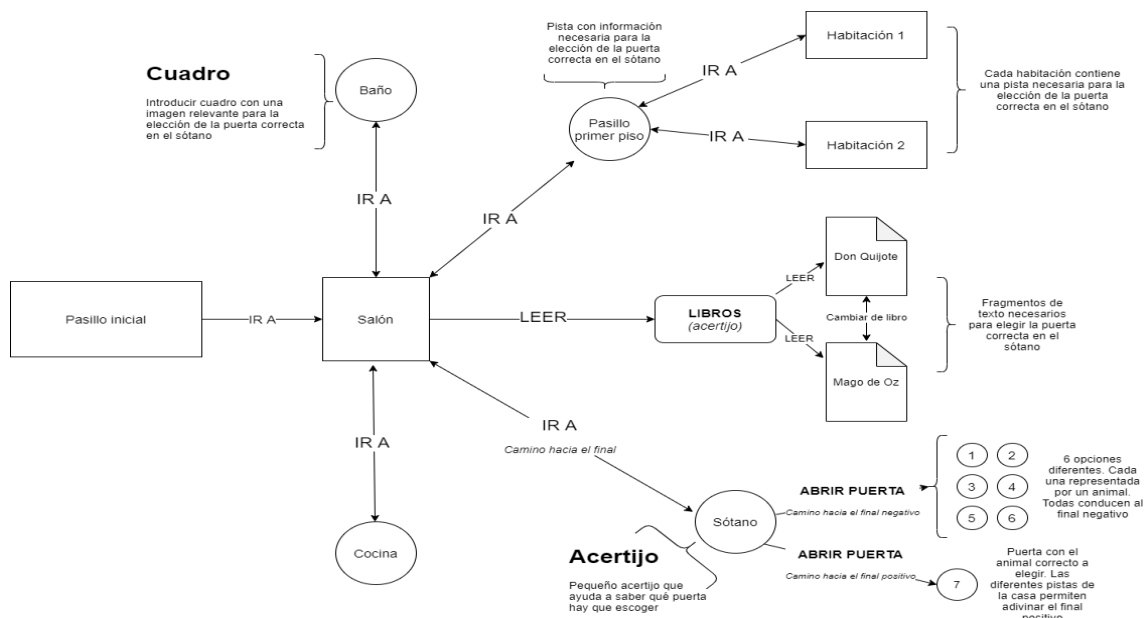 Cuadro
Introducir cuadro con una
imagen relevante para la
elección de la puerta correcta
en el sótano
Baño
IR A
Pista con información
necesaria para la
elección de la puerta
correcta en el sótano
Pasillo
primer piso
IR A
Habitación 1
IR A
Habitación 2
Cada habitación contiene
una pista necesaria para la
elección de la puerta
correcta en el sótano
IR A
Pasillo inicial
IR A
Salón
LEER
LIBROS
(acertijo)
LEER
Don Quijote
Cambiar de libro
LEER
Mago de Oz
Fragmentos de
texto necesarios
para elegir la puerta
correcta en el
sótano
IR A
Cocina
IR A
Camino hacia el final
Sótano
Acertijo
Pequeño acertijo que
ayuda a saber qué puerta
hay que escoger
ABRIR PUERTA
Camino hacia el final negativo
1
2
3
4
5
6
6 opciones
diferentes. Cada
una representada
por un animal.
Todas conducen al
final negativo
ABRIR PUERTA
Camino hacia el final positivo
7
Puerta con el
animal correcto a
elegir. Las
diferentes pistas de
la casa permiten
adivinar el final
positivo